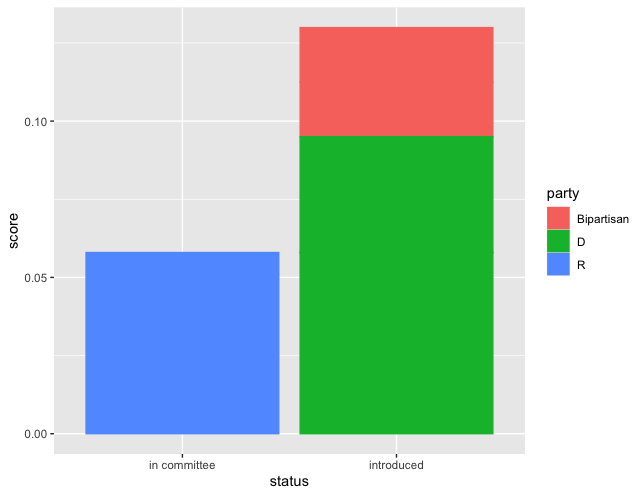 score
0.10
0.05
0.00
in committee
introduced
status
party
Bipartisan
D
R